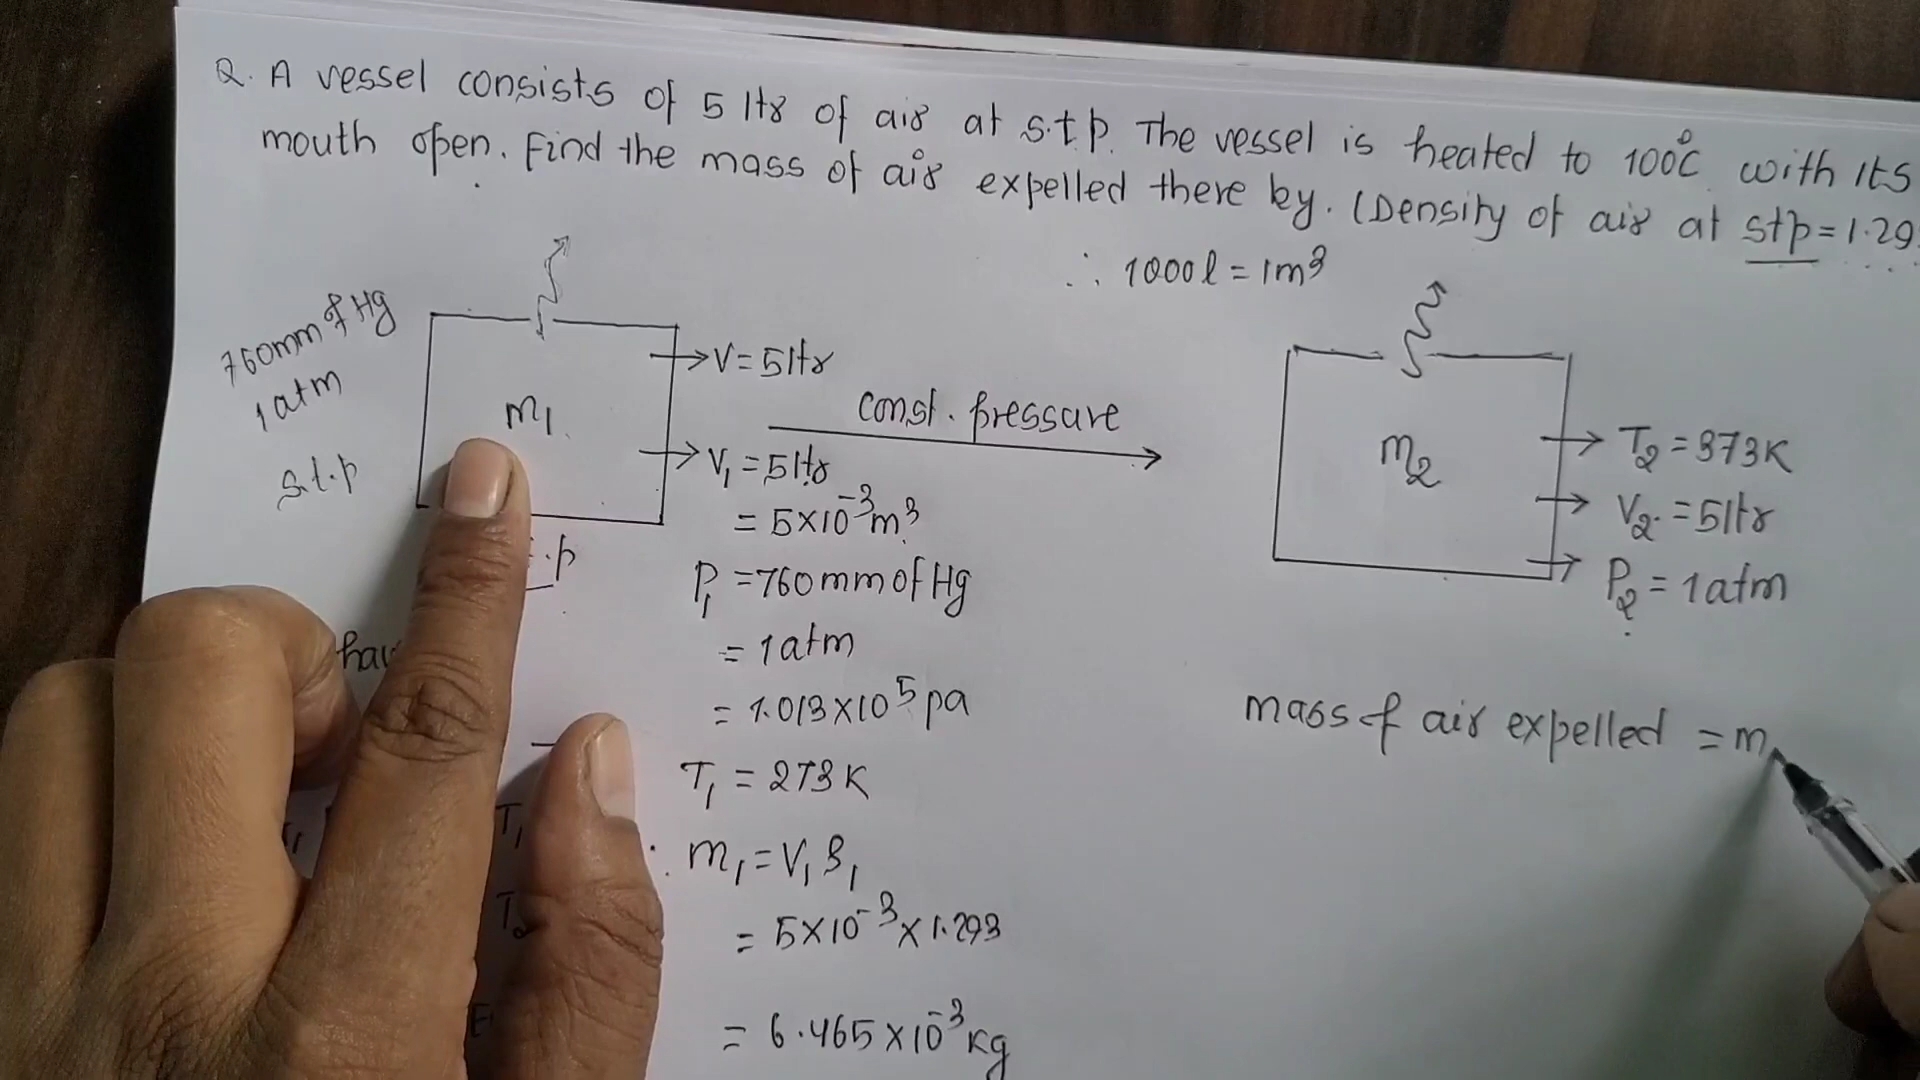 Q. A vessel consists of 5 ltr of air at s.t.p. The vessel is heated to 100°C with its
mouth open. Find the mass of air expelled there by. (Density of air at stp = 1.29
∴ 1000 l = 1m³
760mm of Hg
1 atm
s.t.p
m₁
→ V = 5ltr
→ V₁ = 5ltr
= 5×10⁻³m³
P₁ = 760 mm of Hg
= 1 atm
= 1.013×10⁵ pa
T₁ = 273 K
m₁ = V₁ ρ₁
= 5×10⁻³ × 1.293
= 6.465×10⁻³ kg
const. pressure
m₂
→ T₂ = 373K
→ V₂ = 5ltr
→ P₂ = 1 atm
mass of air expelled = m
.p
T₁